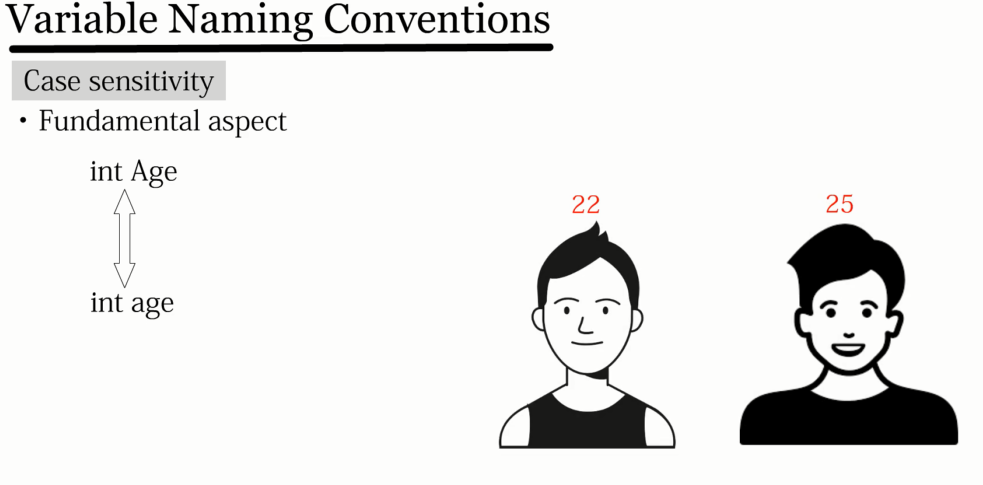 Variable Naming Conventions
Case sensitivity
• Fundamental aspect
int Age
int age
22
25